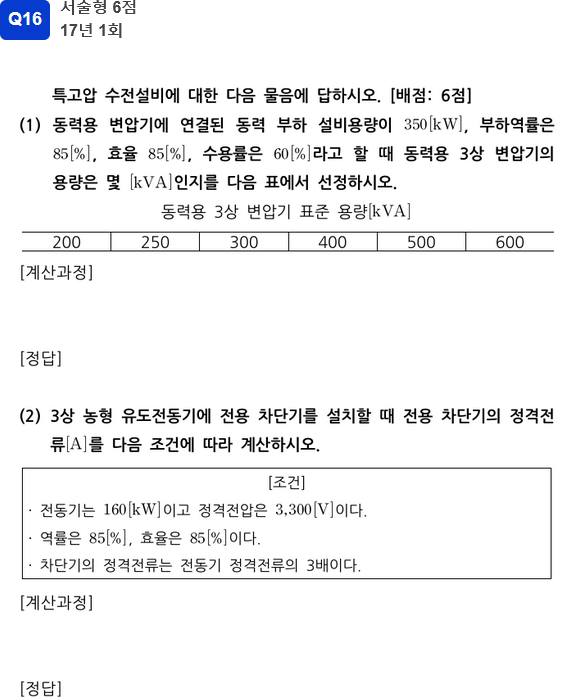 Q16
서술형 6점
17년 1회
특고압 수전설비에 대한 다음 물음에 답하시오. [배점: 6점]
(1) 동력용 변압기에 연결된 동력 부하 설비용량이 350[kW], 부하역률은
85[%], 효율 85[%], 수용률은 60[%]라고 할 때 동력용 3상 변압기의
용량은 몇 [kVA]인지를 다음 표에서 선정하시오.
동력용 3상 변압기 표준 용량[kVA]
200 250 300 400 500 600
[계산과정]
[정답]
(2) 3상 농형 유도전동기에 전용 차단기를 설치할 때 전용 차단기의 정격전
류[A]를 다음 조건에 따라 계산하시오.
[조건]
· 전동기는 160[kW]이고 정격전압은 3,300[V]이다.
· 역률은 85[%], 효율은 85[%]이다.
· 차단기의 정격전류는 전동기 정격전류의 3배이다.
[계산과정]
[정답]